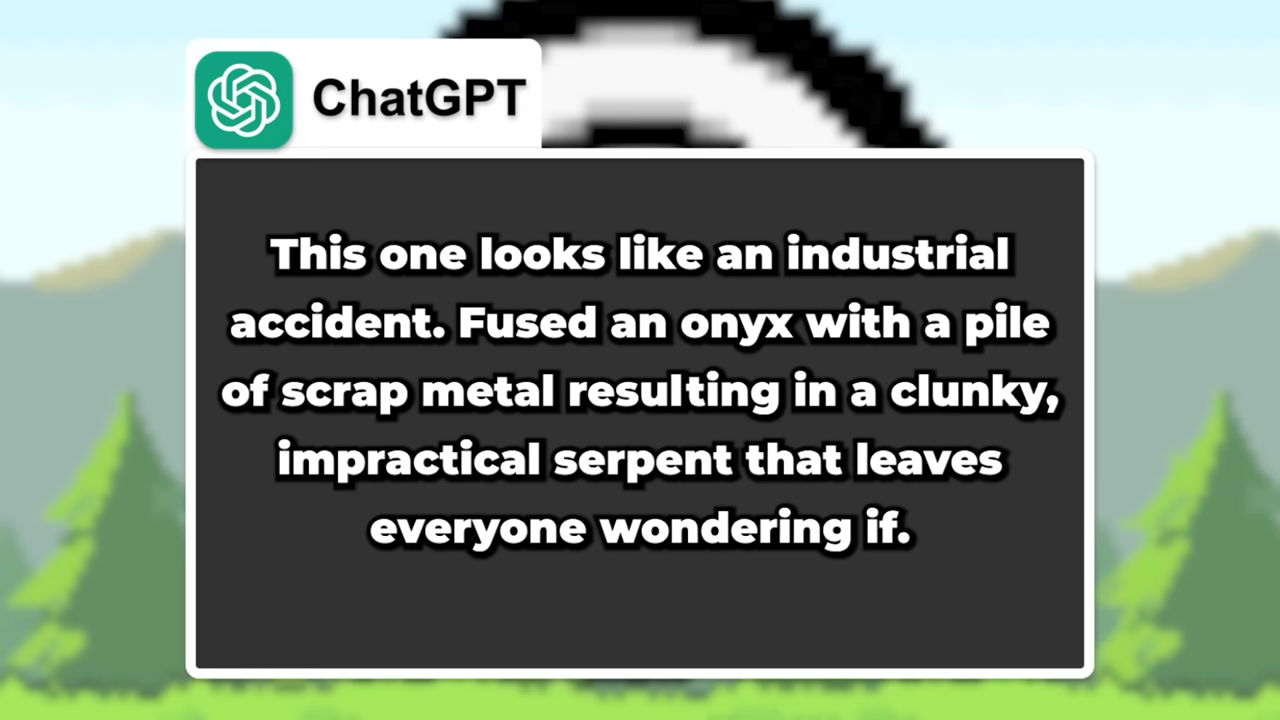 ChatGPT
This one looks like an industrial
accident. Fused an onyx with a pile
of scrap metal resulting in a clunky,
impractical serpent that leaves
everyone wondering if.